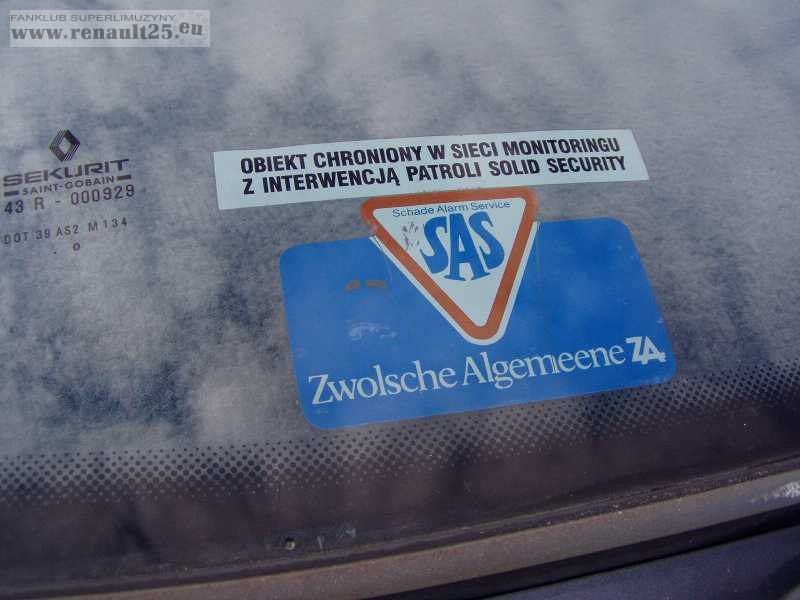 FANKLUB SUPERLIMUZYNY
www.renault25.eu
SEKURIT
SAINT-GOBAIN
43 R - 000929
DOT 39 AS2 M 134
OBIEKT CHRONIONY W SIECI MONITORINGU
Z INTERWENCJĄ PATROLI SOLID SECURITY
Schade Alarm Service
SAS
Zwolsche Algemeene ZA